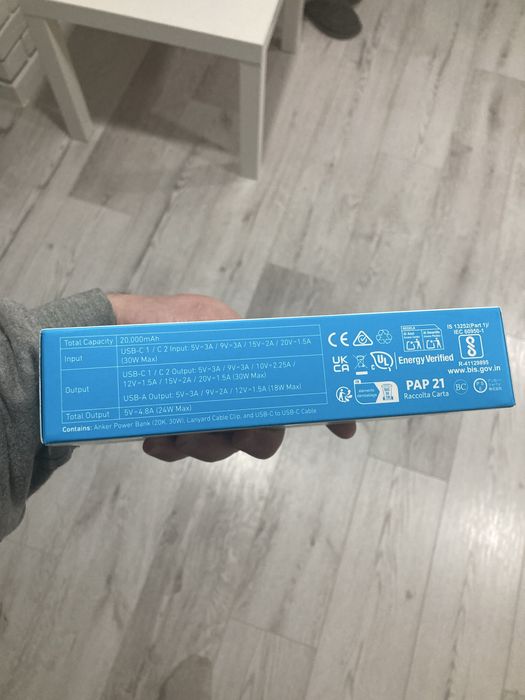 Total Capacity 20,000mAh
Input USB-C 1 / C 2 Input: 5V⎓3A / 9V⎓3A / 15V⎓2A / 20V⎓1.5A
(30W Max)
Output USB-C 1 / C 2 Output: 5V⎓3A / 9V⎓3A / 10V⎓2.25A /
12V⎓1.5A / 15V⎓2A / 20V⎓1.5A (30W Max)
USB-A Output: 5V⎓3A / 9V⎓2A / 12V⎓1.5A (18W Max)
Total Output 5V⎓4.8A (24W Max)
Contains: Anker Power Bank (20K, 30W), Lanyard Cable Clip, and USB-C to USB-C Cable
CE
UK
CA
c UL Energy Verified
IS 13252(Part 1)/
IEC 60950-1
R-41129895
www.bis.gov.in
PAP 21
Raccolta Carta
BC